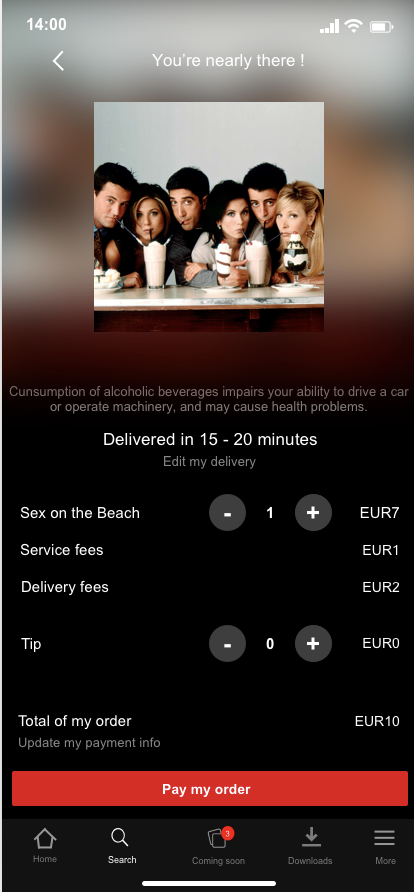 14:00
You're nearly there !
Cunsumption of alcoholic beverages impairs your ability to drive a car
or operate machinery, and may cause health problems.
Delivered in 15 - 20 minutes
Edit my delivery
Sex on the Beach - 1 + EUR7
Service fees EUR1
Delivery fees EUR2
Tip - 0 + EUR0
Total of my order EUR10
Update my payment info
Pay my order
3
Home Search Coming soon Downloads More